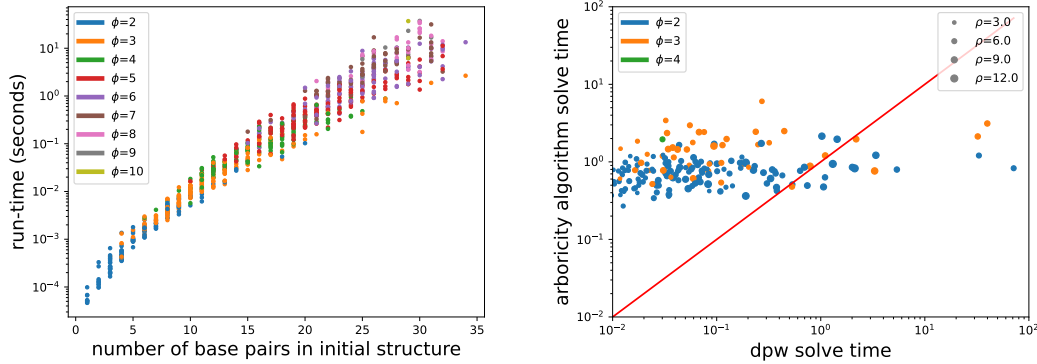 run-time (seconds)
10¹
10⁰
10⁻¹
10⁻²
10⁻³
10⁻⁴
ϕ=2
ϕ=3
ϕ=4
ϕ=5
ϕ=6
ϕ=7
ϕ=8
ϕ=9
ϕ=10
0 5 10 15 20 25 30 35
number of base pairs in initial structure
arboricity algorithm solve time
10²
10¹
10⁰
10⁻¹
10⁻²
ϕ=2
ϕ=3
ϕ=4
ρ=3.0
ρ=6.0
ρ=9.0
ρ=12.0
10⁻² 10⁻¹ 10⁰ 10¹ 10²
dpw solve time